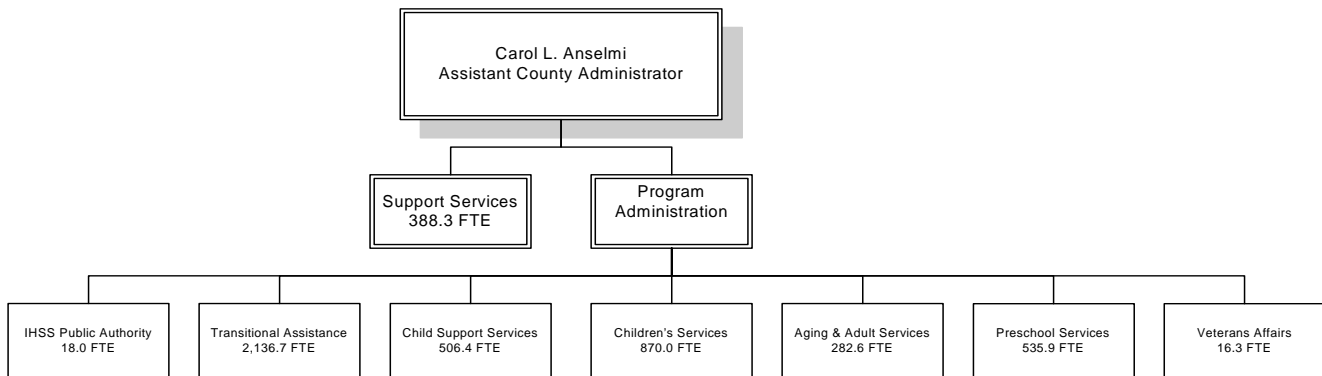 Carol L. Anselmi
Assistant County Administrator
Support Services
388.3 FTE
Program
Administration
IHSS Public Authority
18.0 FTE
Transitional Assistance
2,136.7 FTE
Child Support Services
506.4 FTE
Children's Services
870.0 FTE
Aging & Adult Services
282.6 FTE
Preschool Services
535.9 FTE
Veterans Affairs
16.3 FTE